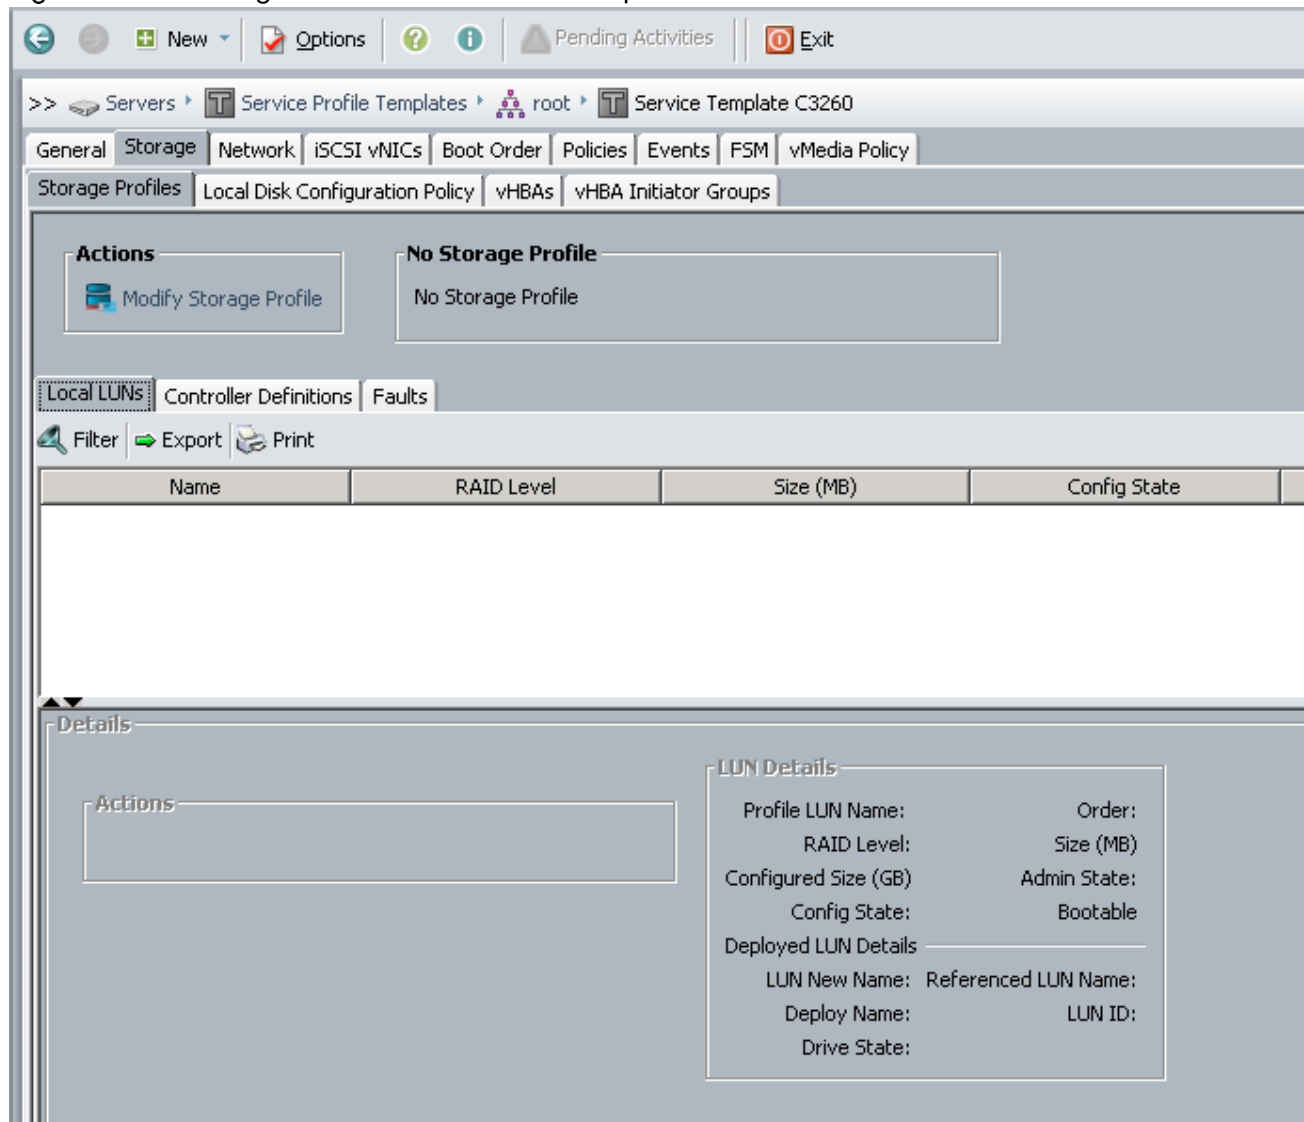 New Options Pending Activities Exit
>> Servers Service Profile Templates root Service Template C3260
General Storage Network iSCSI vNICs Boot Order Policies Events FSM vMedia Policy
Storage Profiles Local Disk Configuration Policy vHBAs vHBA Initiator Groups
Actions No Storage Profile
Modify Storage Profile No Storage Profile
Local LUNs Controller Definitions Faults
Filter Export Print
Name RAID Level Size (MB) Config State
Details
LUN Details
Actions
Profile LUN Name: Order:
RAID Level: Size (MB)
Configured Size (GB) Admin State:
Config State: Bootable
Deployed LUN Details
LUN New Name: Referenced LUN Name:
Deploy Name: LUN ID:
Drive State: